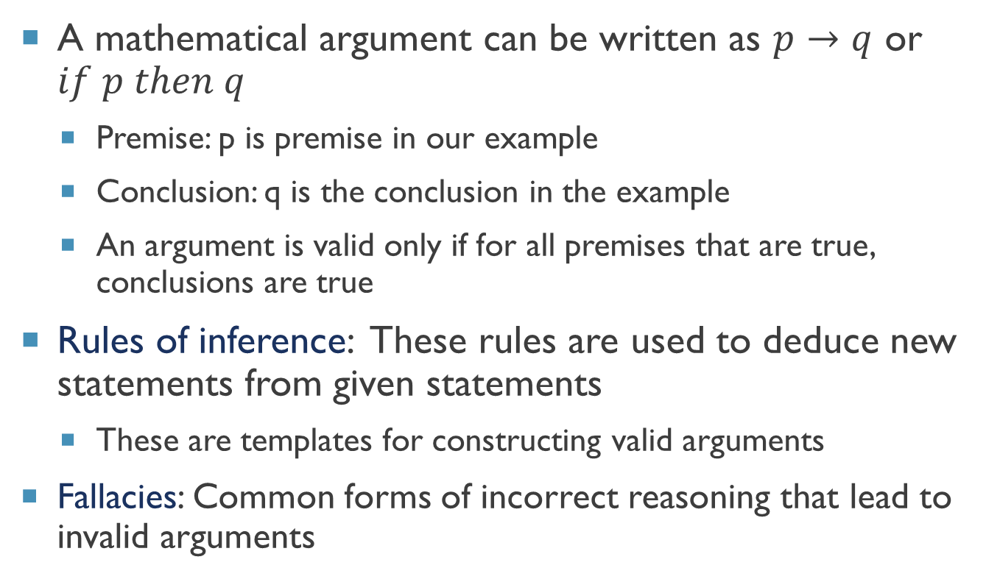 A mathematical argument can be written as p → q or
if p then q
Premise: p is premise in our example
Conclusion: q is the conclusion in the example
An argument is valid only if for all premises that are true,
conclusions are true
Rules of inference: These rules are used to deduce new
statements from given statements
These are templates for constructing valid arguments
Fallacies: Common forms of incorrect reasoning that lead to
invalid arguments